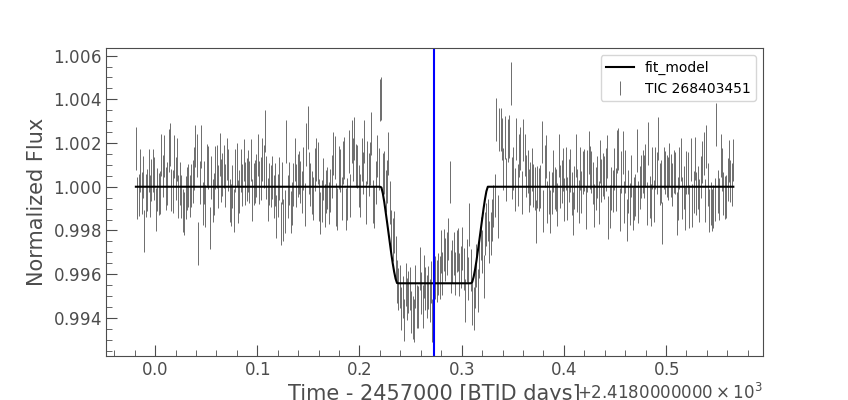 1.006
1.004
1.002
1.000
0.998
0.996
0.994
Normalized Flux
fit_model
TIC 268403451
0.0 0.1 0.2 0.3 0.4 0.5
Time - 2457000 [BTJD days]
+2.4180000000 × 10³